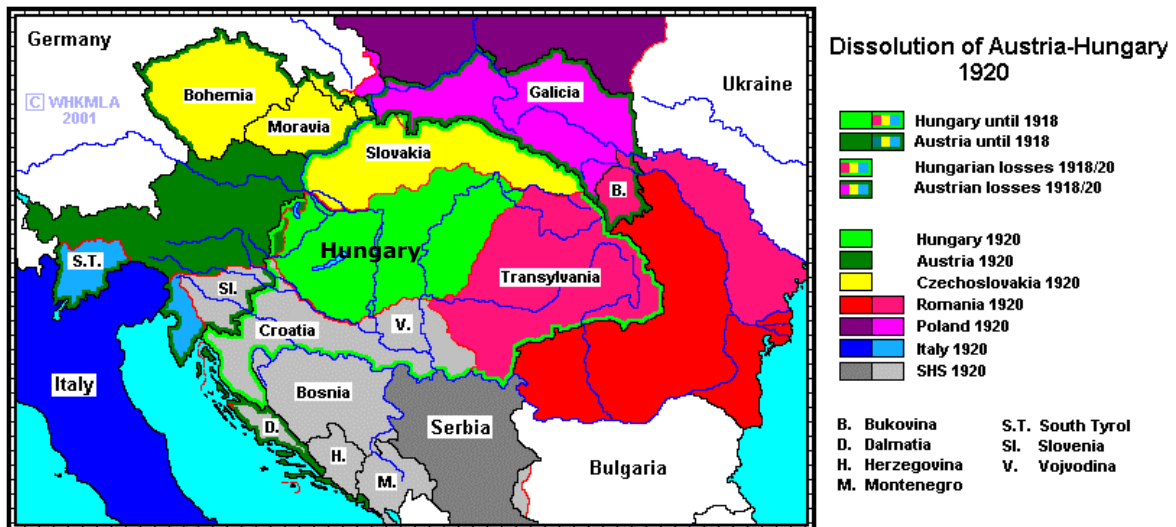 Germany
Bohemia
Moravia
C WHKMLA
2001
Slovakia
Galicia
Ukraine
B.
Hungary
Transylvania
S.T.
Sl.
Croatia
V.
Italy
Bosnia
D.
H.
M.
Serbia
Bulgaria
Dissolution of Austria-Hungary
1920
Hungary until 1918
Austria until 1918
Hungarian losses 1918/20
Austrian losses 1918/20
Hungary 1920
Austria 1920
Czechoslovakia 1920
Romania 1920
Poland 1920
Italy 1920
SHS 1920
B. Bukovina
D. Dalmatia
H. Herzegovina
M. Montenegro
S.T. South Tyrol
Sl. Slovenia
V. Vojvodina